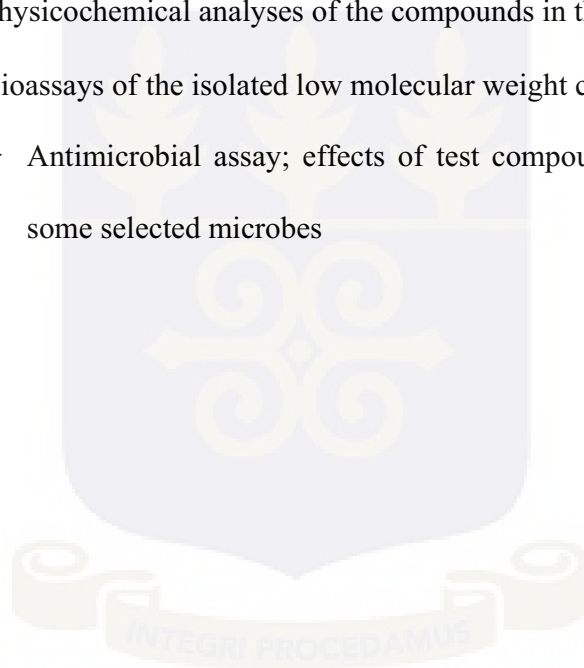 hysicochemical analyses of the compounds in t
ioassays of the isolated low molecular weight c
Antimicrobial assay; effects of test compou
some selected microbes
INTEGRI PROCEDAMUS